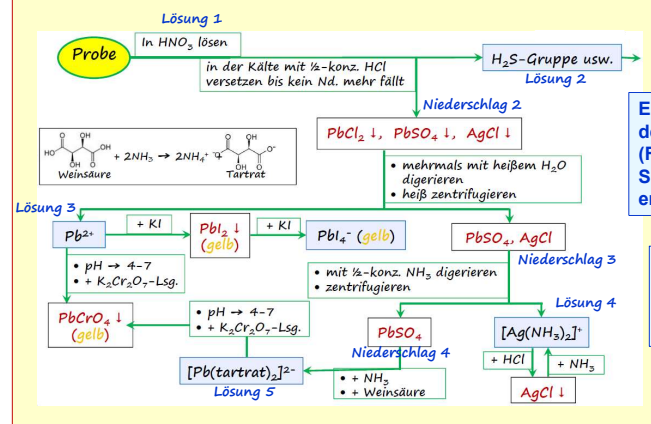 Lösung 1
Probe
In HNO₃ lösen
in der Kälte mit ½-konz. HCl
versetzen bis kein Nd. mehr fällt
H₂S-Gruppe usw.
Lösung 2
Niederschlag 2
PbCl₂ ↓, PbSO₄ ↓, AgCl ↓
HO
O
OH
OH
O
OH
+ 2NH₃ → 2NH₄⁺ +
Weinsäure
Tartrat
• mehrmals mit heißem H₂O
digerieren
• heiß zentrifugieren
Lösung 3
Pb²⁺
+ KI
PbI₂ ↓
(gelb)
+ KI
PbI₄⁻ (gelb)
PbSO₄, AgCl
Niederschlag 3
• pH → 4-7
• + K₂Cr₂O₇-Lsg.
• mit ½-konz. NH₃ digerieren
• zentrifugieren
Lösung 4
PbCrO₄ ↓
(gelb)
• pH → 4-7
• + K₂Cr₂O₇-Lsg.
PbSO₄
Niederschlag 4
[Ag(NH₃)₂]⁺
+ HCl
+ NH₃
[Pb(tartrat)₂]²⁻
Lösung 5
• + NH₃
• + Weinsäure
AgCl ↓